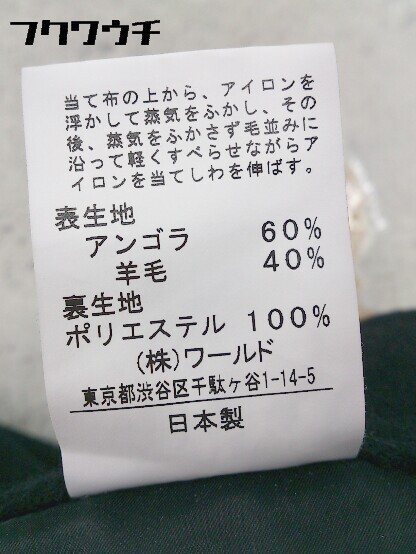 フクワウチ
当て布の上から、アイロンを
浮かして蒸気をふかし、その
後、蒸気をふかさず毛並みに
沿って軽くすべらせながらア
イロンを当てしわを伸ばす。
表生地
アンゴラ 60%
羊毛 40%
裏生地
ポリエステル 100%
(株)ワールド
東京都渋谷区千駄ヶ谷1-14-5
日本製